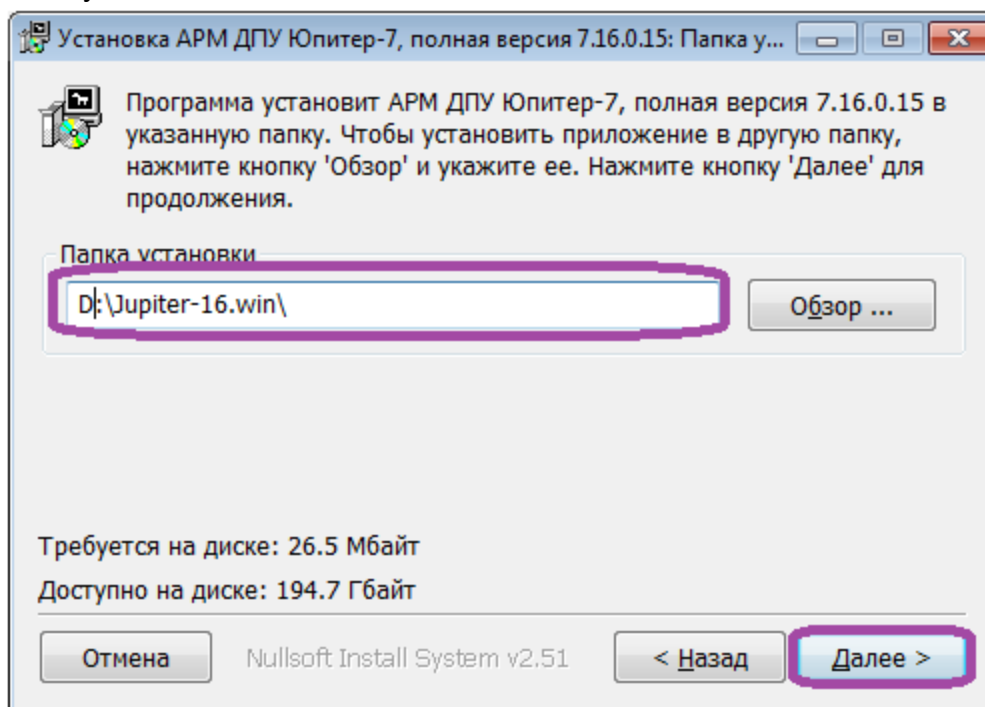 Установка АРМ ДПУ Юпитер-7, полная версия 7.16.0.15: Папка у...
Программа установит АРМ ДПУ Юпитер-7, полная версия 7.16.0.15 в
указанную папку. Чтобы установить приложение в другую папку,
нажмите кнопку 'Обзор' и укажите ее. Нажмите кнопку 'Далее' для
продолжения.
Папка установки
D:\Jupiter-16.win\
Обзор ...
Требуется на диске: 26.5 Мбайт
Доступно на диске: 194.7 Гбайт
Отмена
Nullsoft Install System v2.51
< Назад
Далее >